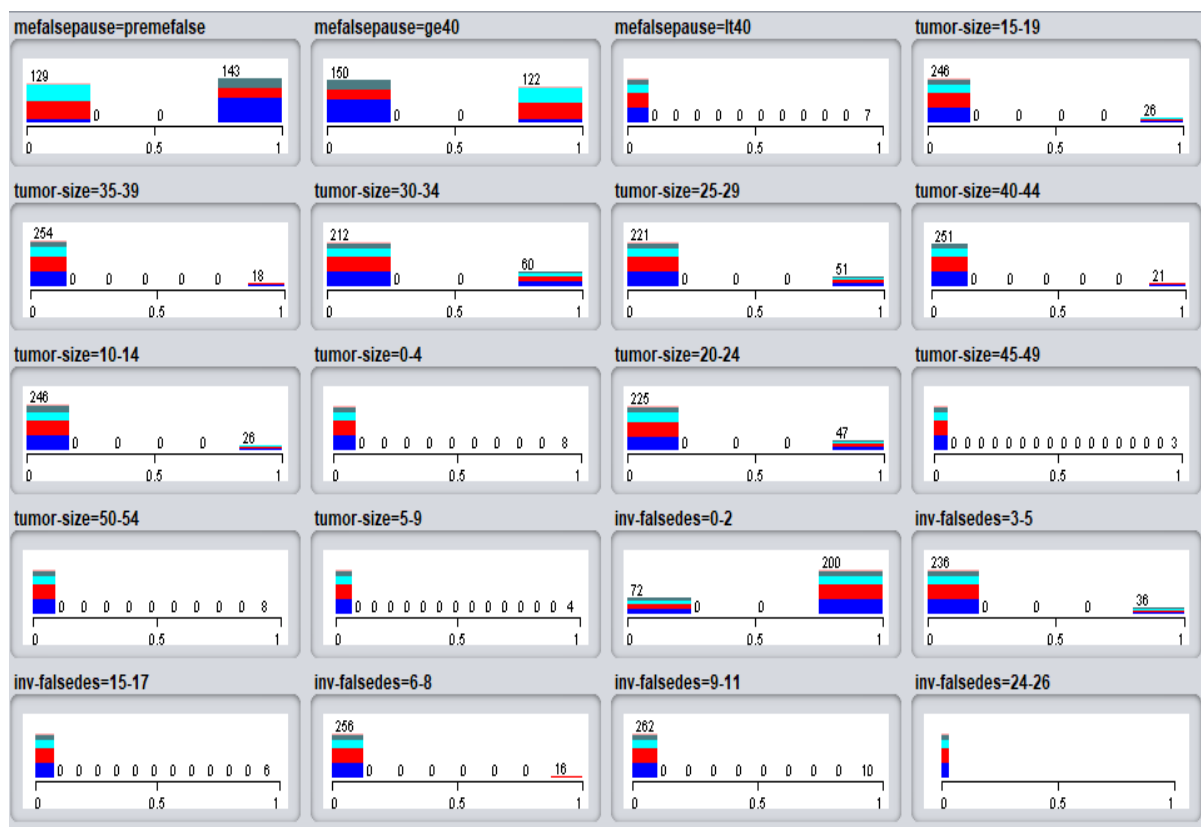 mefalsepause=premefalse
129 0 0 143
0 0.5 1
mefalsepause=ge40
150 0 0 122
0 0.5 1
mefalsepause=lt40
0 0 0 0 0 0 0 0 0 0 7
0 0.5 1
tumor-size=15-19
246 0 0 0 0 26
0 0.5 1
tumor-size=35-39
254 0 0 0 0 0 18
0 0.5 1
tumor-size=30-34
212 0 0 60
0 0.5 1
tumor-size=25-29
221 0 0 0 51
0 0.5 1
tumor-size=40-44
251 0 0 0 0 0 21
0 0.5 1
tumor-size=10-14
246 0 0 0 0 26
0 0.5 1
tumor-size=0-4
0 0 0 0 0 0 0 0 0 8
0 0.5 1
tumor-size=20-24
225 0 0 0 47
0 0.5 1
tumor-size=45-49
0 0 0 0 0 0 0 0 0 0 0 0 0 0 0 3
0 0.5 1
tumor-size=50-54
0 0 0 0 0 0 0 0 0 8
0 0.5 1
tumor-size=5-9
0 0 0 0 0 0 0 0 0 0 0 0 4
0 0.5 1
inv-falsedes=0-2
72 0 0 200
0 0.5 1
inv-falsedes=3-5
236 0 0 0 36
0 0.5 1
inv-falsedes=15-17
0 0 0 0 0 0 0 0 0 0 0 6
0 0.5 1
inv-falsedes=6-8
256 0 0 0 0 0 0 16
0 0.5 1
inv-falsedes=9-11
262 0 0 0 0 0 0 0 0 10
0 0.5 1
inv-falsedes=24-26
0 0.5 1